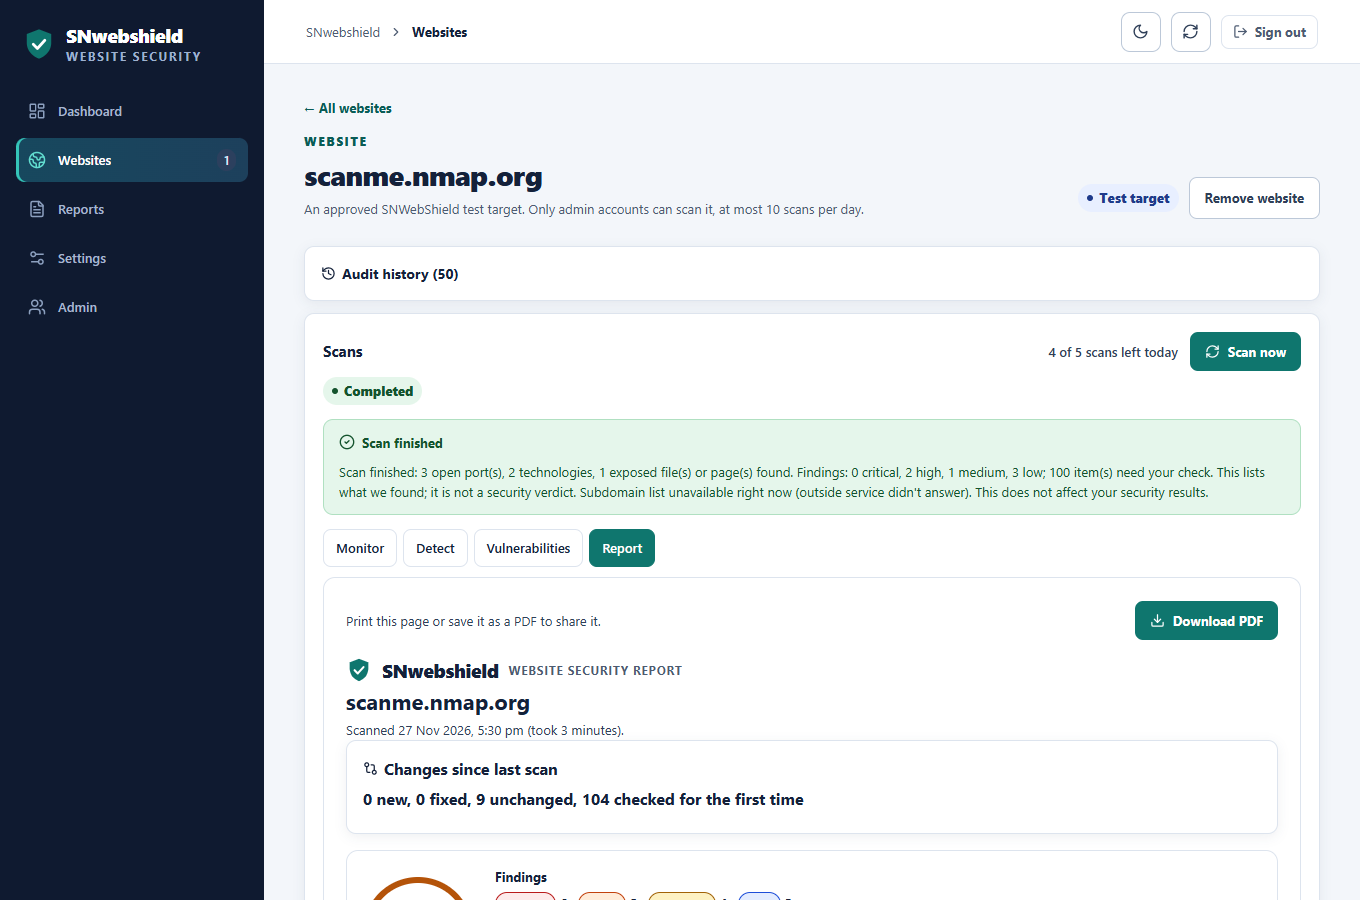 SNwebshield
WEBSITE SECURITY
Dashboard
Websites 1
Reports
Settings
Admin
SNwebshield > Websites
Sign out
← All websites
WEBSITE
scanme.nmap.org
An approved SNWebShield test target. Only admin accounts can scan it, at most 10 scans per day.
Test target
Remove website
Audit history (50)
Scans
4 of 5 scans left today
Scan now
Completed
Scan finished
Scan finished: 3 open port(s), 2 technologies, 1 exposed file(s) or page(s) found. Findings: 0 critical, 2 high, 1 medium, 3 low; 100 item(s) need your check. This lists
what we found; it is not a security verdict. Subdomain list unavailable right now (outside service didn't answer). This does not affect your security results.
Monitor
Detect
Vulnerabilities
Report
Print this page or save it as a PDF to share it.
Download PDF
SNwebshield WEBSITE SECURITY REPORT
scanme.nmap.org
Scanned 27 Nov 2026, 5:30 pm (took 3 minutes).
Changes since last scan
0 new, 0 fixed, 9 unchanged, 104 checked for the first time
Findings